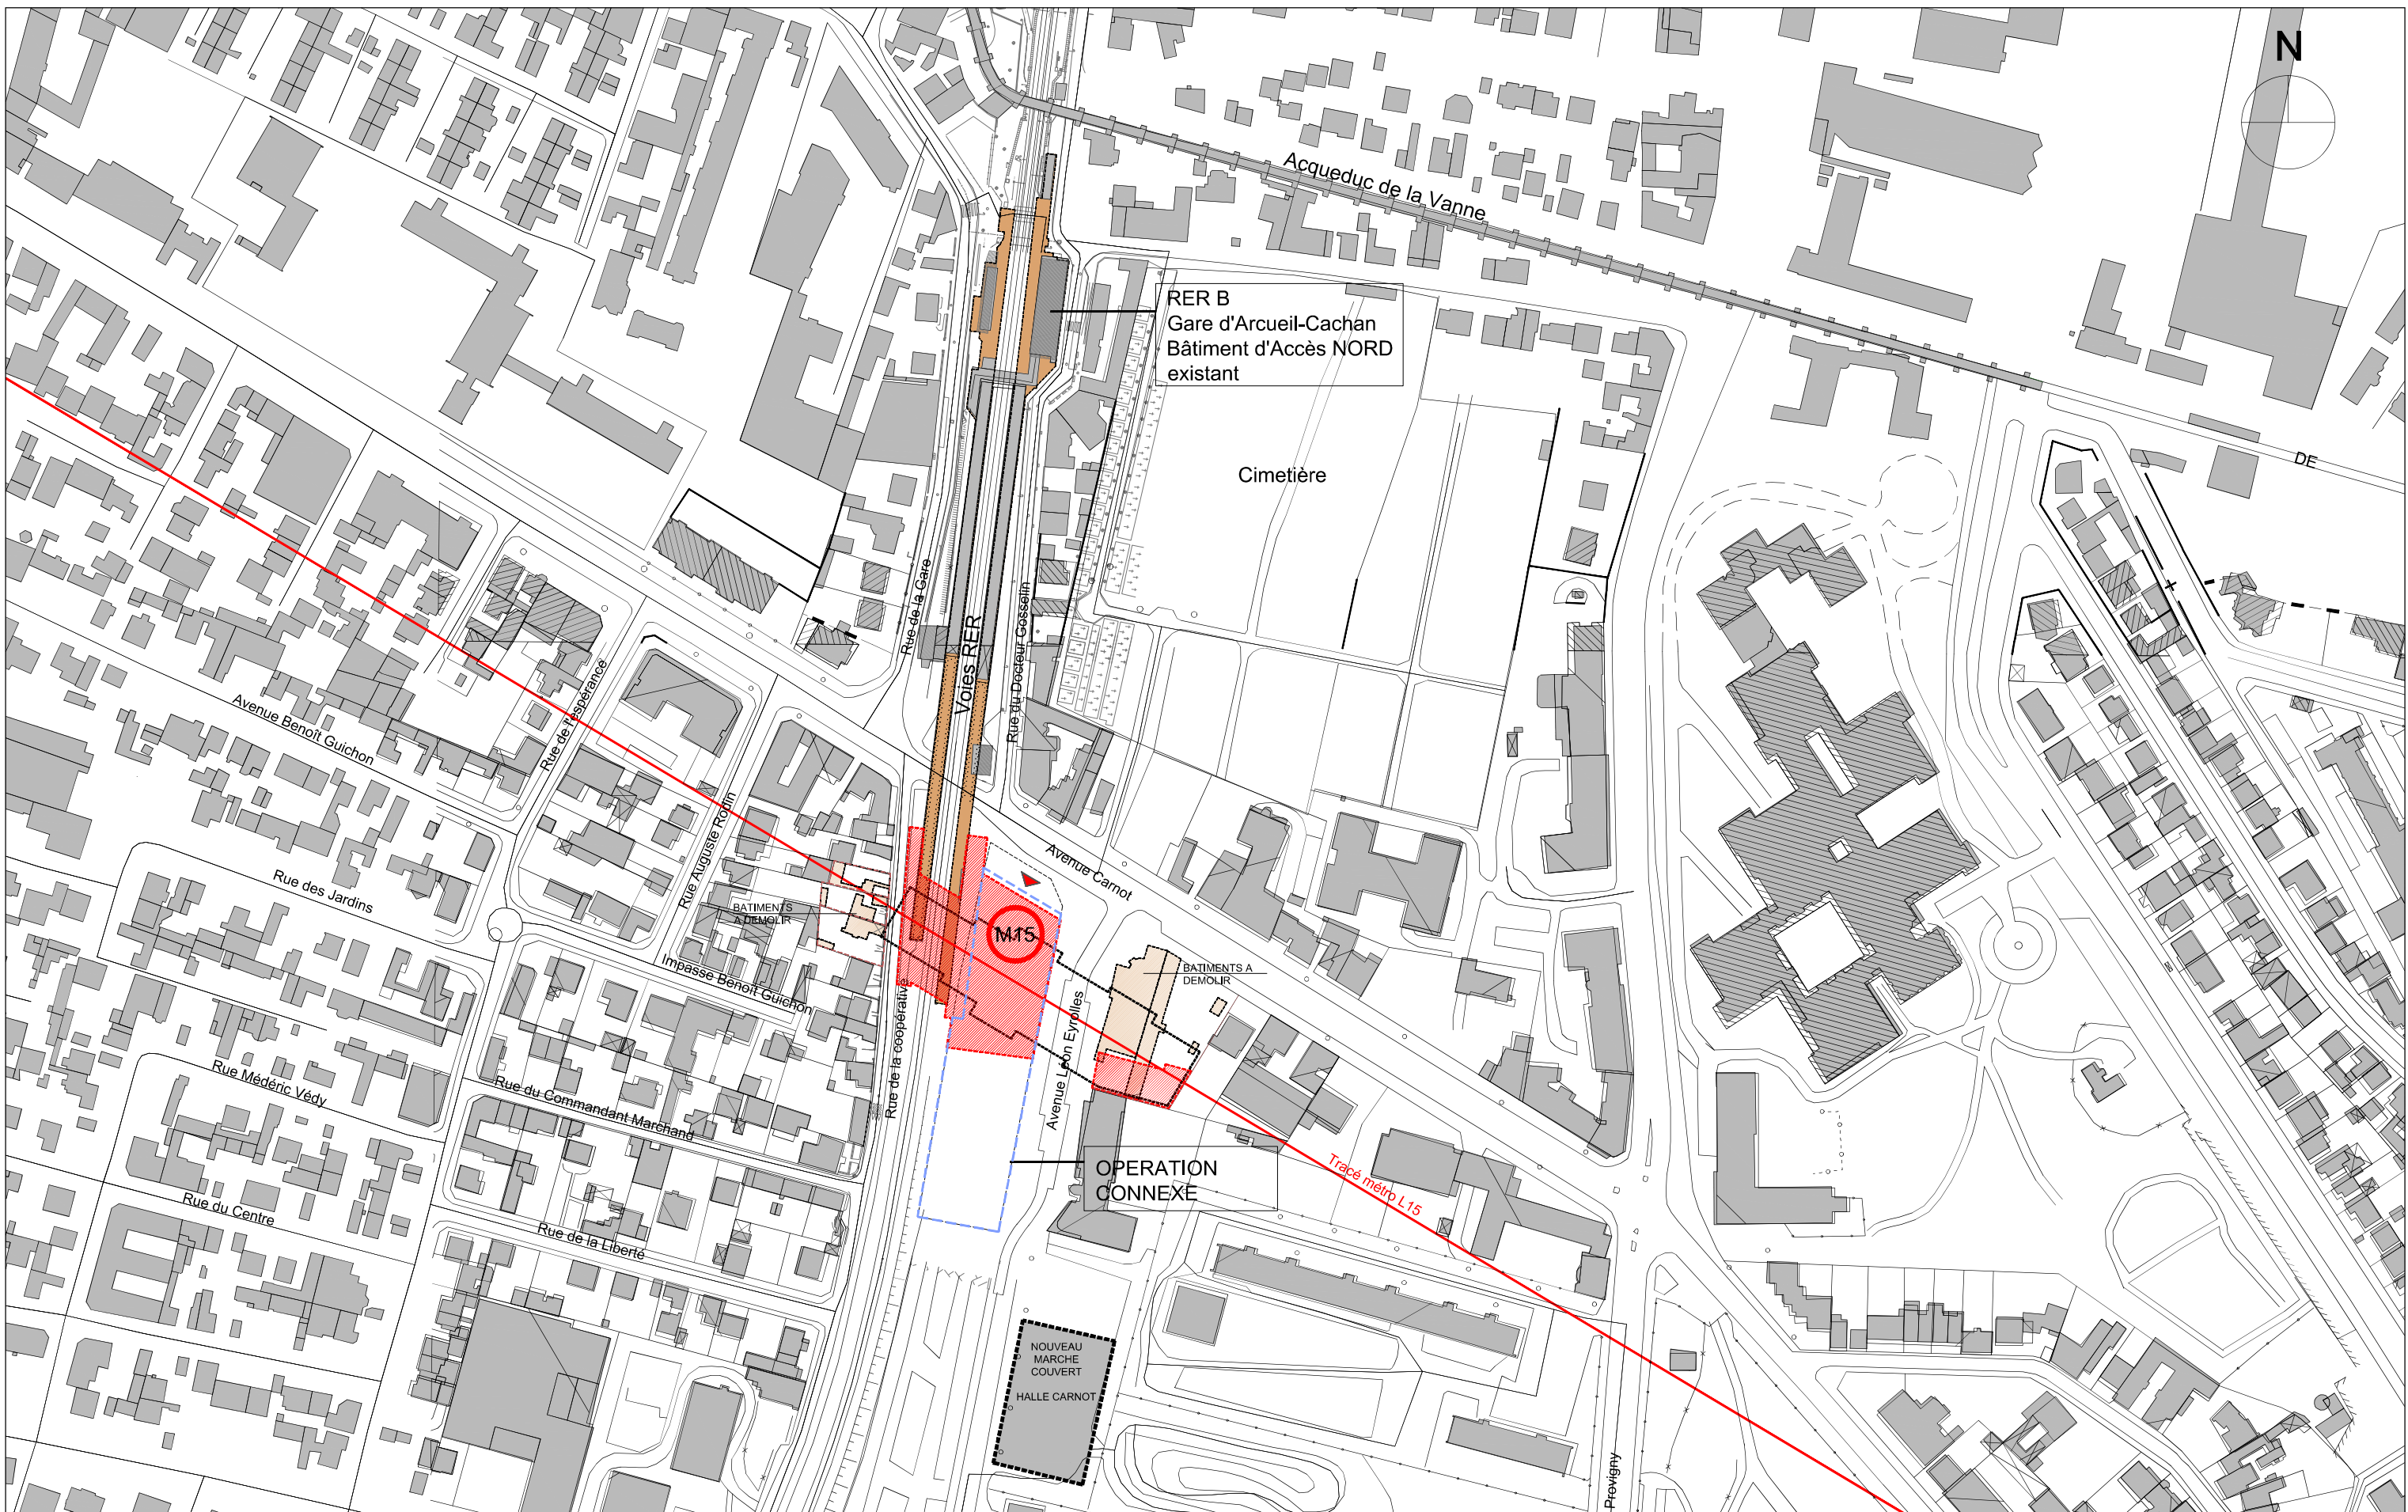 N
Acqueduc de la Vanne
RER B
Gare d'Arcueil-Cachan
Bâtiment d'Accès NORD
existant
DE
Cimetière
Rue de la Gare
Voies RER
Rue du Docteur Gosselin
Avenue Benoît Guichon
Rue de l'espérance
Rue Auguste Rodin
Avenue Carnot
Rue des Jardins
BATIMENTS
A DEMOLIR
M15
Impasse Benoît Guichon
BATIMENTS A
DEMOLIR
Rue de la coopérative
Avenue Léon Eyrolles
Rue Médéric Védy
Rue du Commandant Marchand
OPERATION
CONNEXE
Tracé métro L15
Rue du Centre
Rue de la Liberté
NOUVEAU
MARCHE
COUVERT
HALLE CARNOT
Provigny